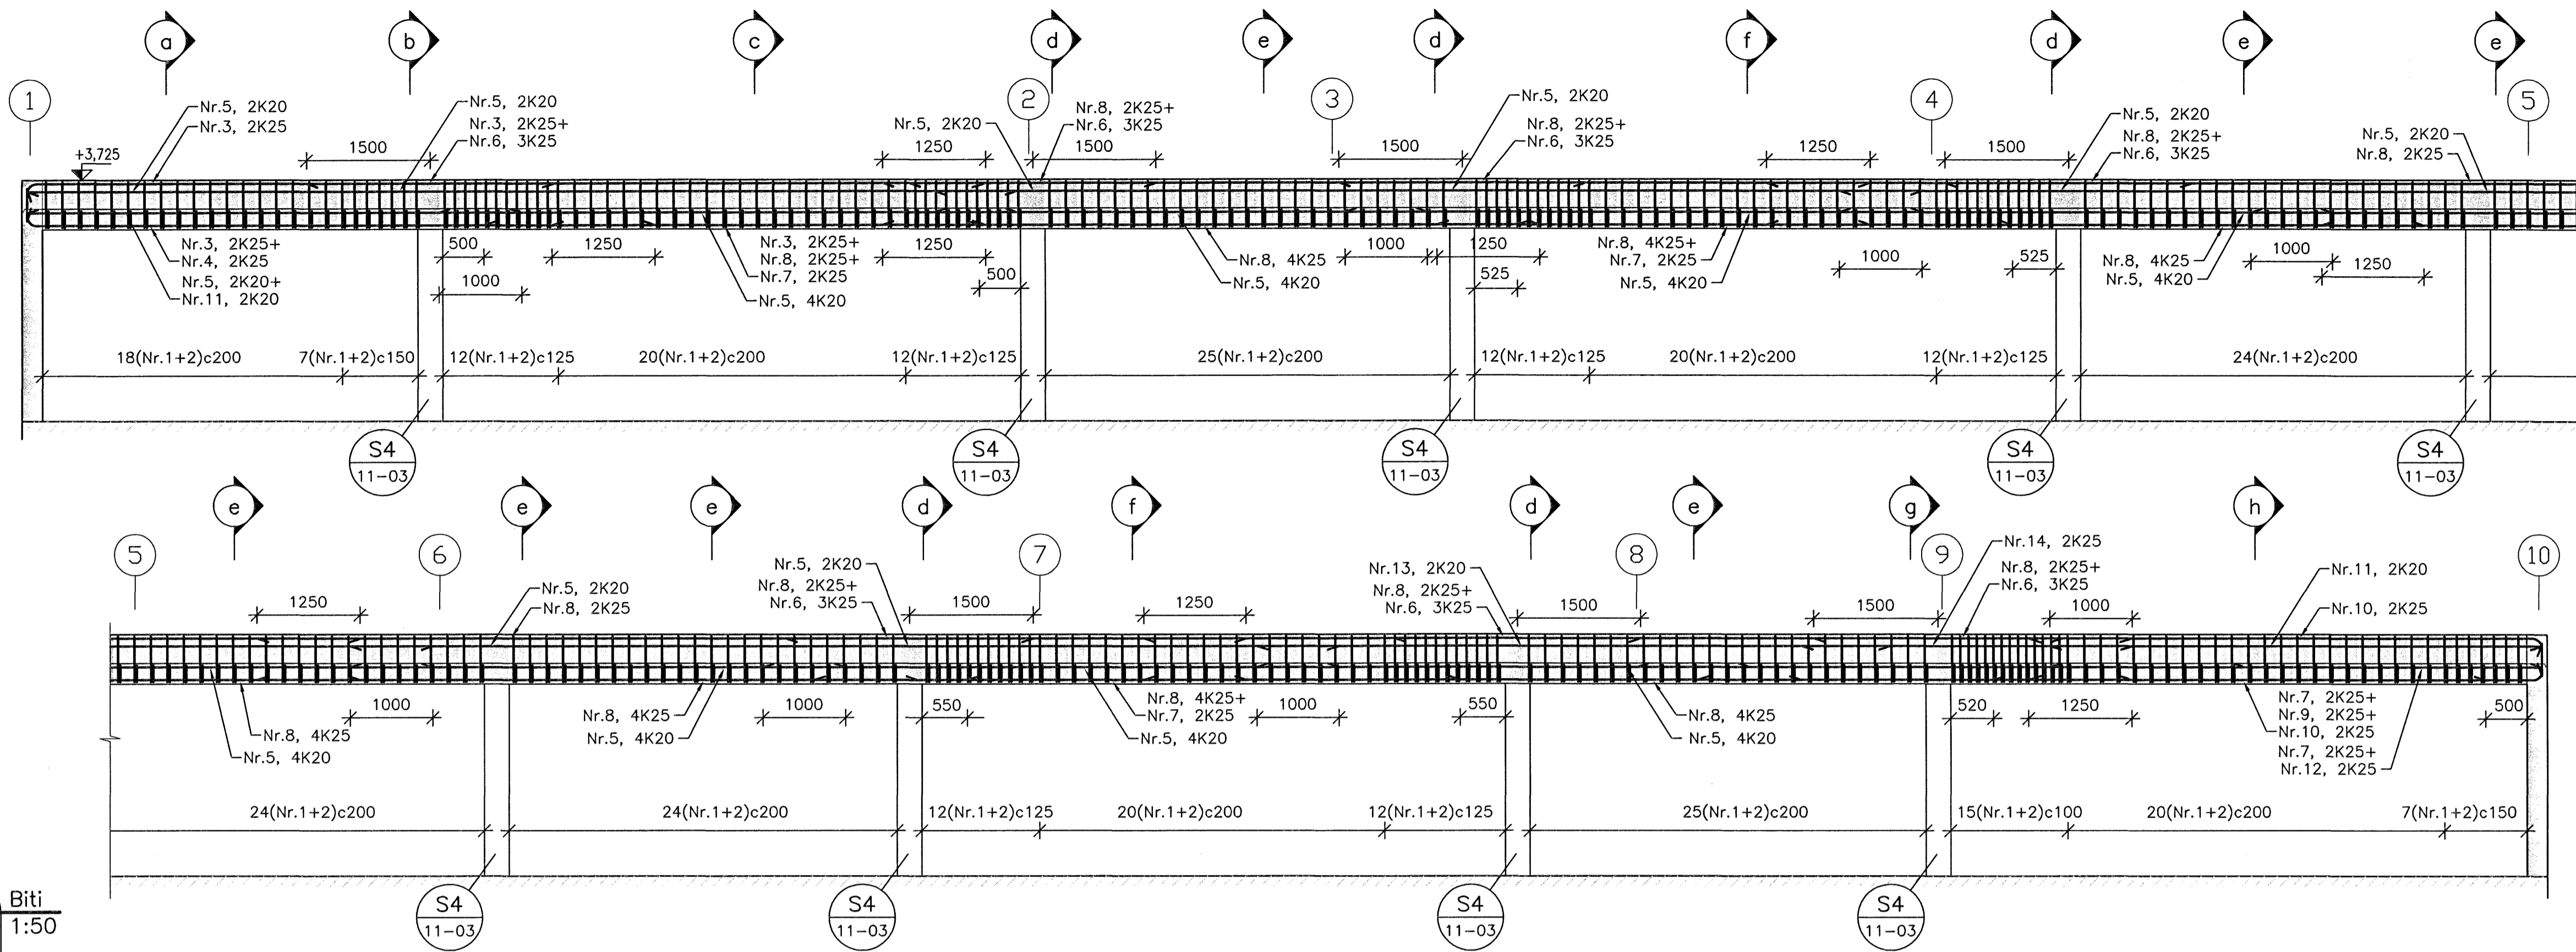 a b c d e d f d e e
1 2 3 4 5
Nr.5, 2K20
Nr.3, 2K25
+3,725
1500
Nr.5, 2K20
Nr.3, 2K25+
Nr.6, 3K25
Nr.5, 2K20
1250
Nr.8, 2K25+
Nr.6, 3K25
1500
1500
Nr.5, 2K20
Nr.8, 2K25+
Nr.6, 3K25
1250
1500
Nr.5, 2K20
Nr.8, 2K25+
Nr.6, 3K25
Nr.5, 2K20
Nr.8, 2K25
Nr.3, 2K25+
Nr.4, 2K25
Nr.5, 2K20+
Nr.11, 2K20
500
1000
1250
Nr.3, 2K25+
Nr.8, 2K25+
Nr.7, 2K25
Nr.5, 4K20
1250
500
Nr.8, 4K25
Nr.5, 4K20
1000
1250
525
Nr.8, 4K25+
Nr.7, 2K25
Nr.5, 4K20
1000
525
Nr.8, 4K25
Nr.5, 4K20
1000
1250
18(Nr.1+2)c200
7(Nr.1+2)c150
12(Nr.1+2)c125
20(Nr.1+2)c200
12(Nr.1+2)c125
25(Nr.1+2)c200
12(Nr.1+2)c125
20(Nr.1+2)c200
12(Nr.1+2)c125
24(Nr.1+2)c200
S4
11-03
S4
11-03
S4
11-03
S4
11-03
S4
11-03
e e e d f d e g h
5 6 7 8 9 10
1250
Nr.5, 2K20
Nr.8, 2K25
Nr.5, 2K20
Nr.8, 2K25+
Nr.6, 3K25
1500
1250
Nr.13, 2K20
Nr.8, 2K25+
Nr.6, 3K25
1500
1500
Nr.14, 2K25
Nr.8, 2K25+
Nr.6, 3K25
1000
Nr.11, 2K20
Nr.10, 2K25
1000
Nr.8, 4K25
Nr.5, 4K20
Nr.8, 4K25
Nr.5, 4K20
1000
550
Nr.8, 4K25+
Nr.7, 2K25
Nr.5, 4K20
1000
550
Nr.8, 4K25
Nr.5, 4K20
520
1250
Nr.7, 2K25+
Nr.9, 2K25+
Nr.10, 2K25
Nr.7, 2K25+
Nr.12, 2K25
500
24(Nr.1+2)c200
24(Nr.1+2)c200
12(Nr.1+2)c125
20(Nr.1+2)c200
12(Nr.1+2)c125
25(Nr.1+2)c200
15(Nr.1+2)c100
20(Nr.1+2)c200
7(Nr.1+2)c150
S4
11-03
S4
11-03
S4
11-03
S4
11-03
Biti
1:50